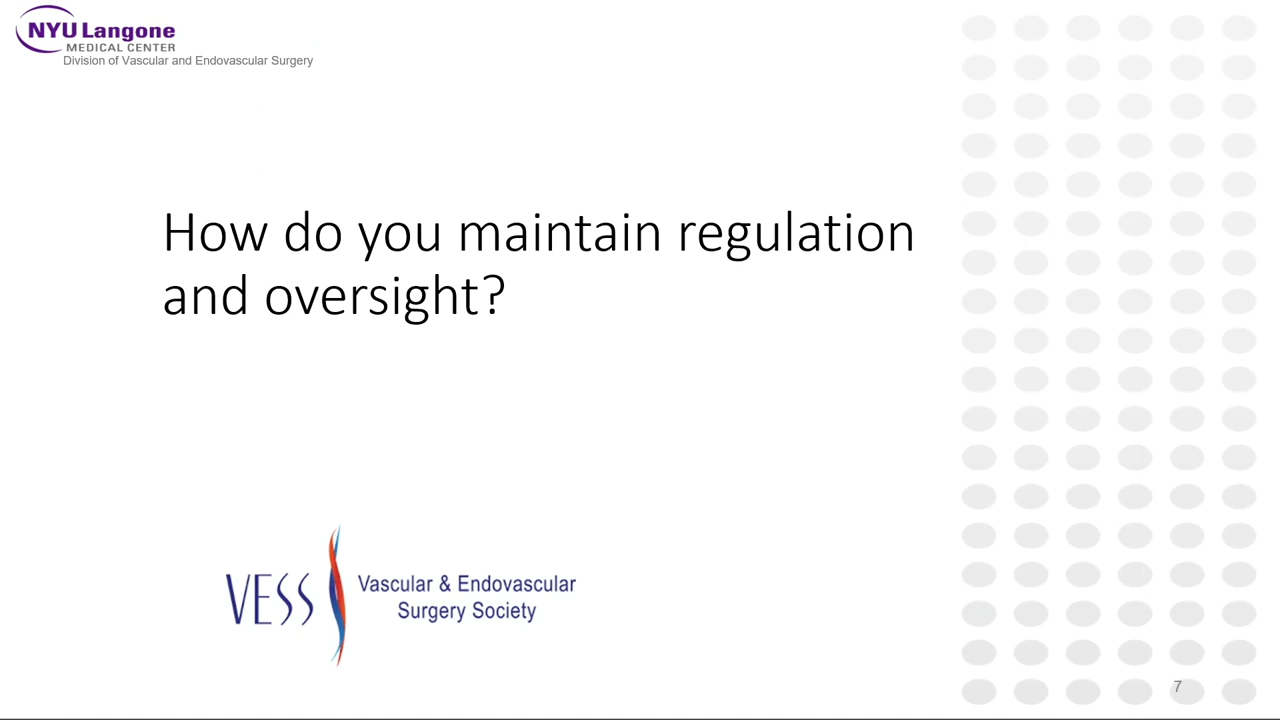 NYU Langone
MEDICAL CENTER
Division of Vascular and Endovascular Surgery
How do you maintain regulation
and oversight?
VESS
Vascular & Endovascular
Surgery Society
7